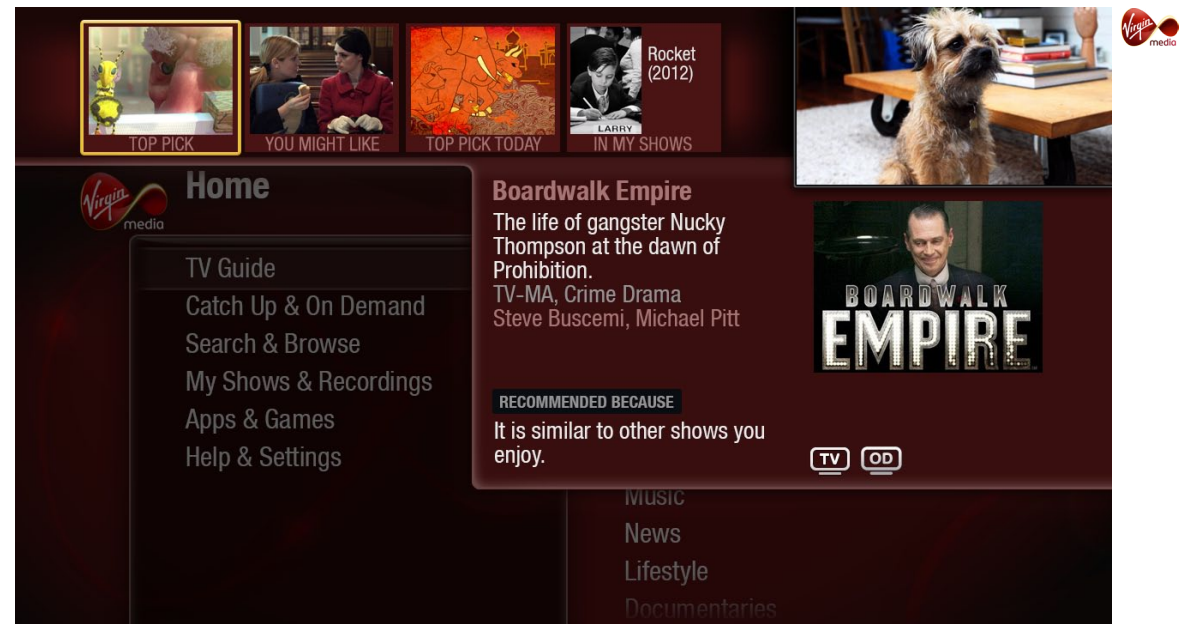 Rocket
(2012)
LARRY
TOP PICK
YOU MIGHT LIKE
TOP PICK TODAY
IN MY SHOWS
Virgin
media
Virgin
media
Home
TV Guide
Catch Up & On Demand
Search & Browse
My Shows & Recordings
Apps & Games
Help & Settings
Boardwalk Empire
The life of gangster Nucky
Thompson at the dawn of
Prohibition.
TV-MA, Crime Drama
Steve Buscemi, Michael Pitt
BOARDWALK
EMPIRE
RECOMMENDED BECAUSE
It is similar to other shows you
enjoy.
TV
OD
Music
News
Lifestyle
Documentaries